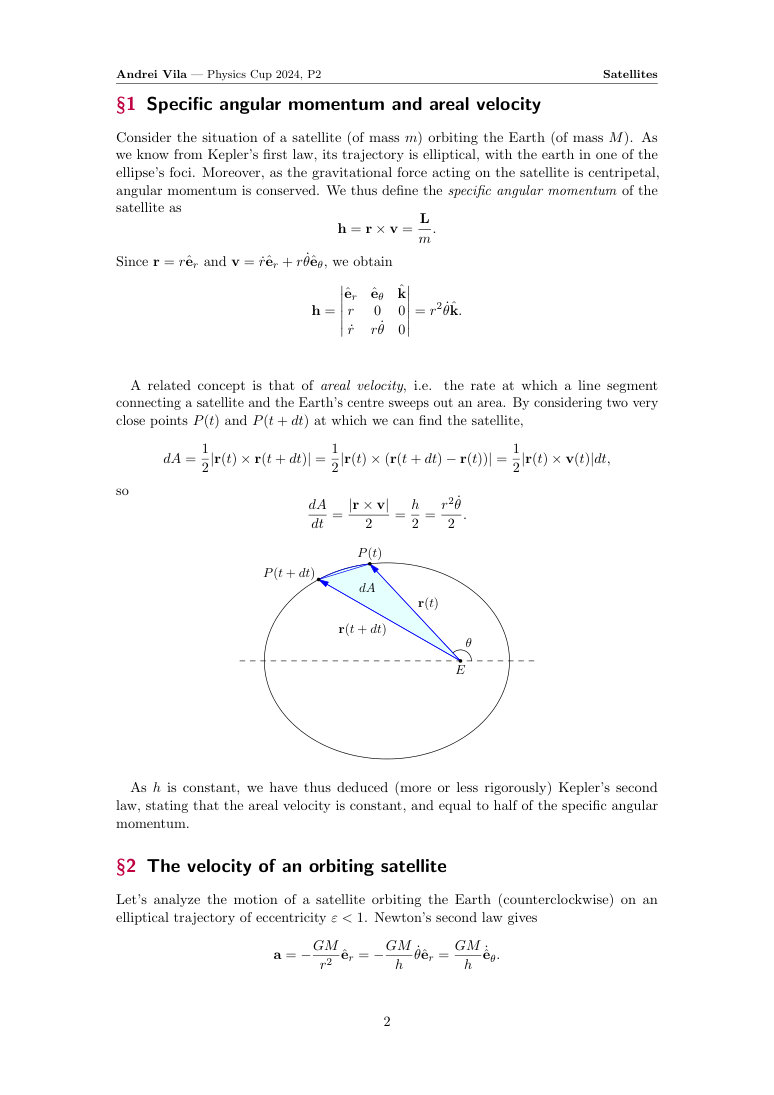 Andrei Vila — Physics Cup 2024, P2 Satellites
§1 Specific angular momentum and areal velocity
Consider the situation of a satellite (of mass m) orbiting the Earth (of mass M). As
we know from Kepler's first law, its trajectory is elliptical, with the earth in one of the
ellipse's foci. Moreover, as the gravitational force acting on the satellite is centripetal,
angular momentum is conserved. We thus define the specific angular momentum of the
satellite as
h = r × v = L/m.
Since r = rê_r and v = ṙê_r + rθ̇ê_θ, we obtain
h = |ê_r ê_θ k̂; r 0 0; ṙ rθ̇ 0| = r²θ̇k̂.
A related concept is that of areal velocity, i.e. the rate at which a line segment
connecting a satellite and the Earth's centre sweeps out an area. By considering two very
close points P(t) and P(t + dt) at which we can find the satellite,
dA = 1/2|r(t) × r(t + dt)| = 1/2|r(t) × (r(t + dt) − r(t))| = 1/2|r(t) × v(t)|dt,
so
dA/dt = |r × v|/2 = h/2 = r²θ̇/2.
P(t)
P(t + dt)
dA
r(t)
r(t + dt)
θ
E
As h is constant, we have thus deduced (more or less rigorously) Kepler's second
law, stating that the areal velocity is constant, and equal to half of the specific angular
momentum.
§2 The velocity of an orbiting satellite
Let's analyze the motion of a satellite orbiting the Earth (counterclockwise) on an
elliptical trajectory of eccentricity ε < 1. Newton's second law gives
a = −GM/r² ê_r = −GM/h θ̇ê_r = GM/h ê̇_θ.
2